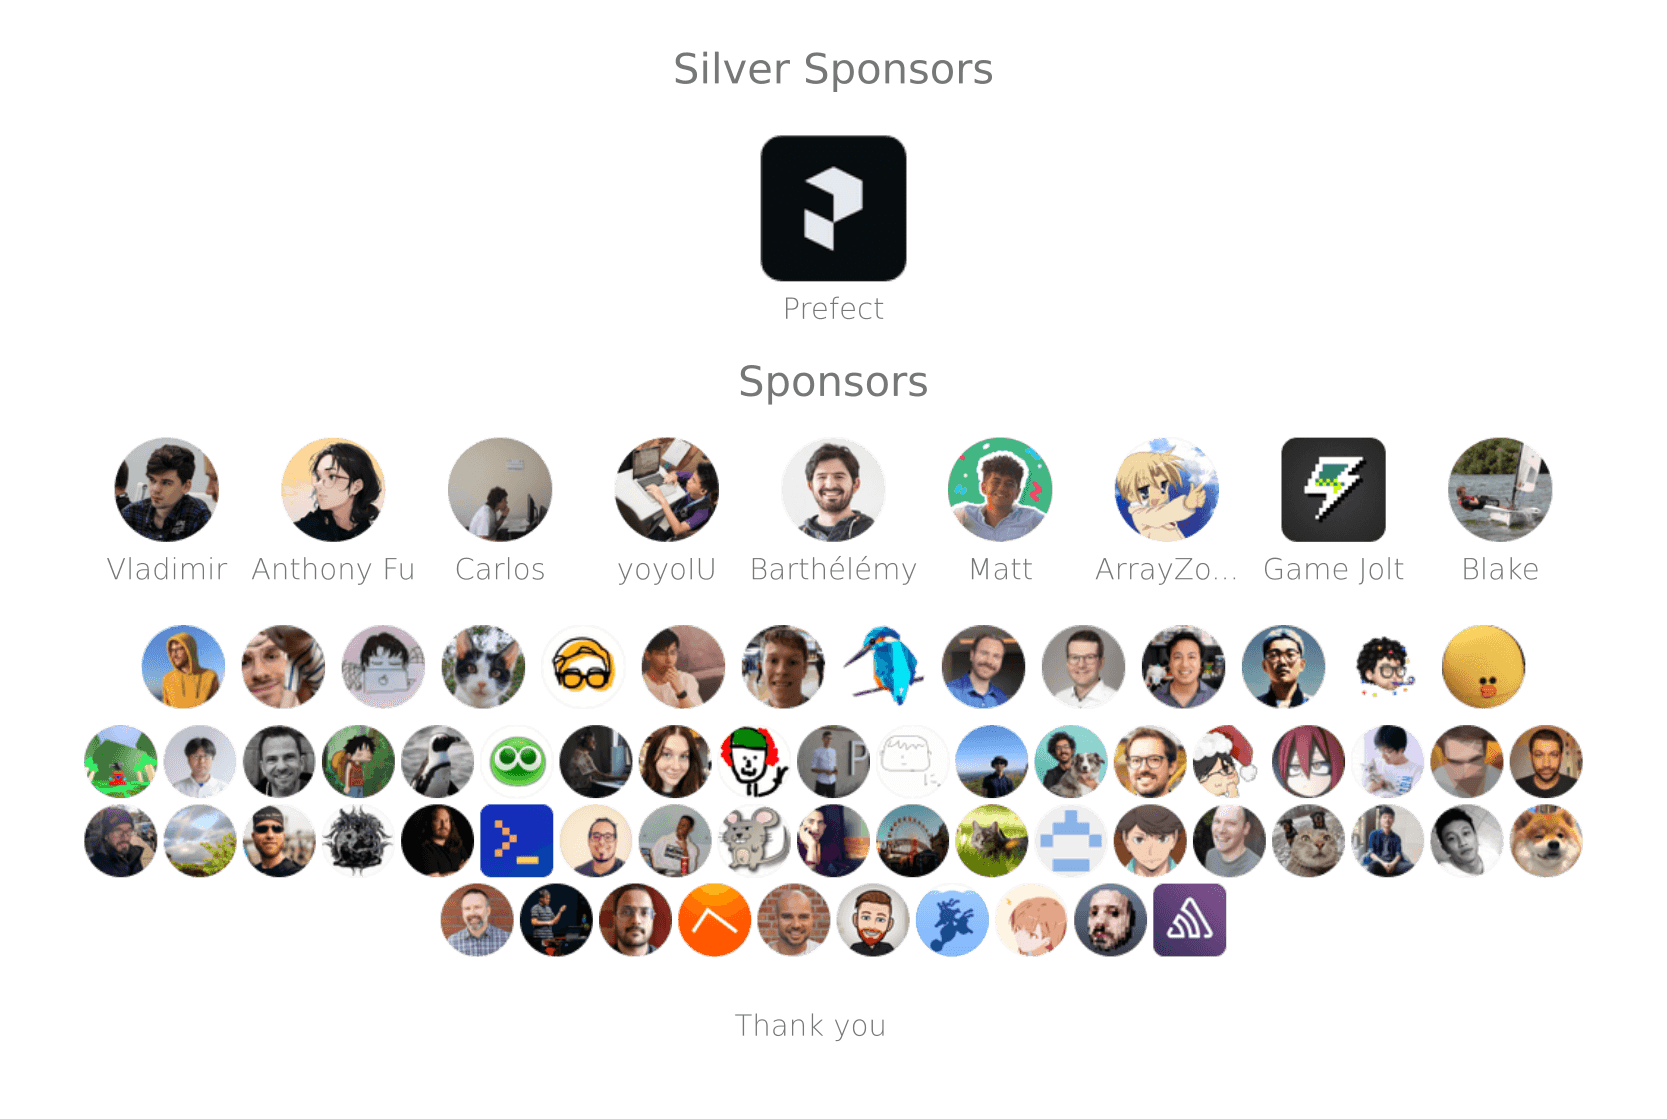 Silver Sponsors
Prefect
Sponsors
Vladimir Anthony Fu Carlos yoyoIU Barthélémy Matt ArrayZo... Game Jolt Blake
Thank you